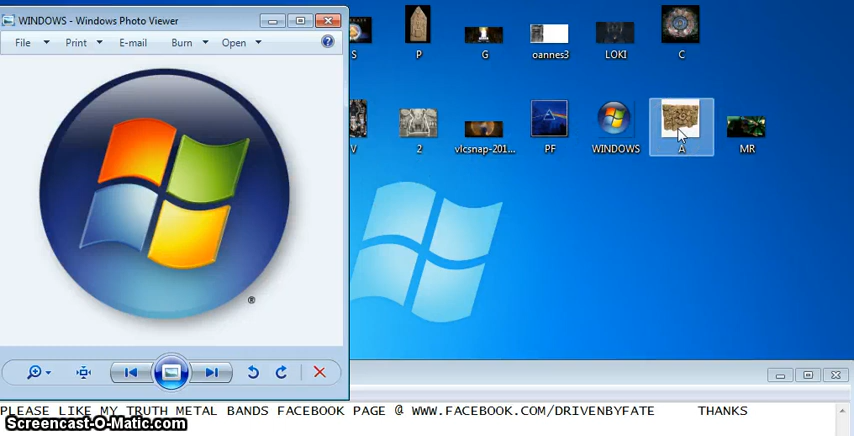 WINDOWS - Windows Photo Viewer
File Print E-mail Burn Open
®
S P G oannes3 LOKI C
V 2 vlcsnap-201... PF WINDOWS A MR
PLEASE LIKE MY TRUTH METAL BANDS FACEBOOK PAGE @ WWW.FACEBOOK.COM/DRIVENBYFATE THANKS
Screencast-O-Matic.com